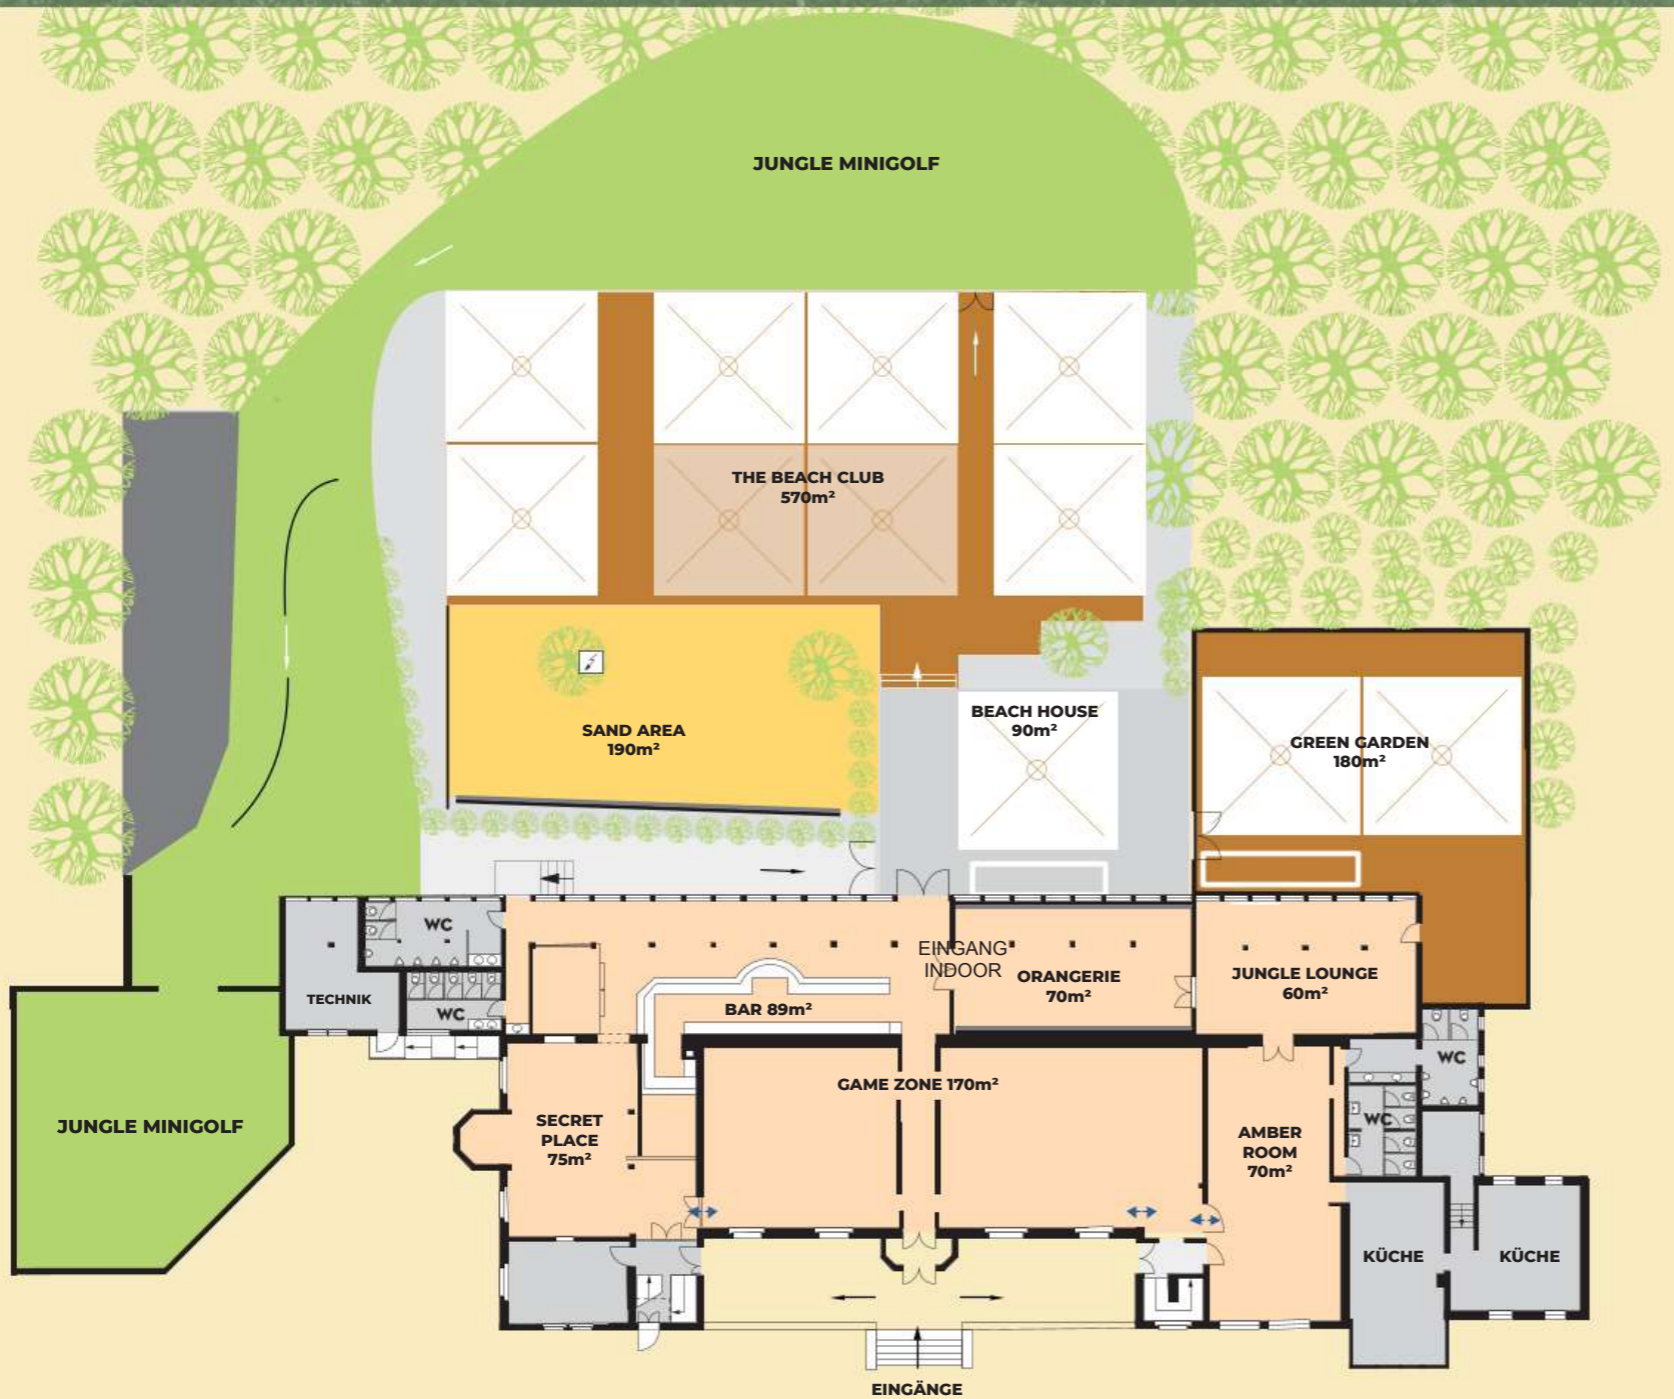 JUNGLE MINIGOLF
THE BEACH CLUB
570m²
SAND AREA
190m²
BEACH HOUSE
90m²
GREEN GARDEN
180m²
WC
TECHNIK
WC
BAR 89m²
EINGANG
INDOOR
ORANGERIE
70m²
JUNGLE LOUNGE
60m²
GAME ZONE 170m²
WC
WC
JUNGLE MINIGOLF
SECRET
PLACE
75m²
AMBER
ROOM
70m²
KÜCHE
KÜCHE
EINGÄNGE